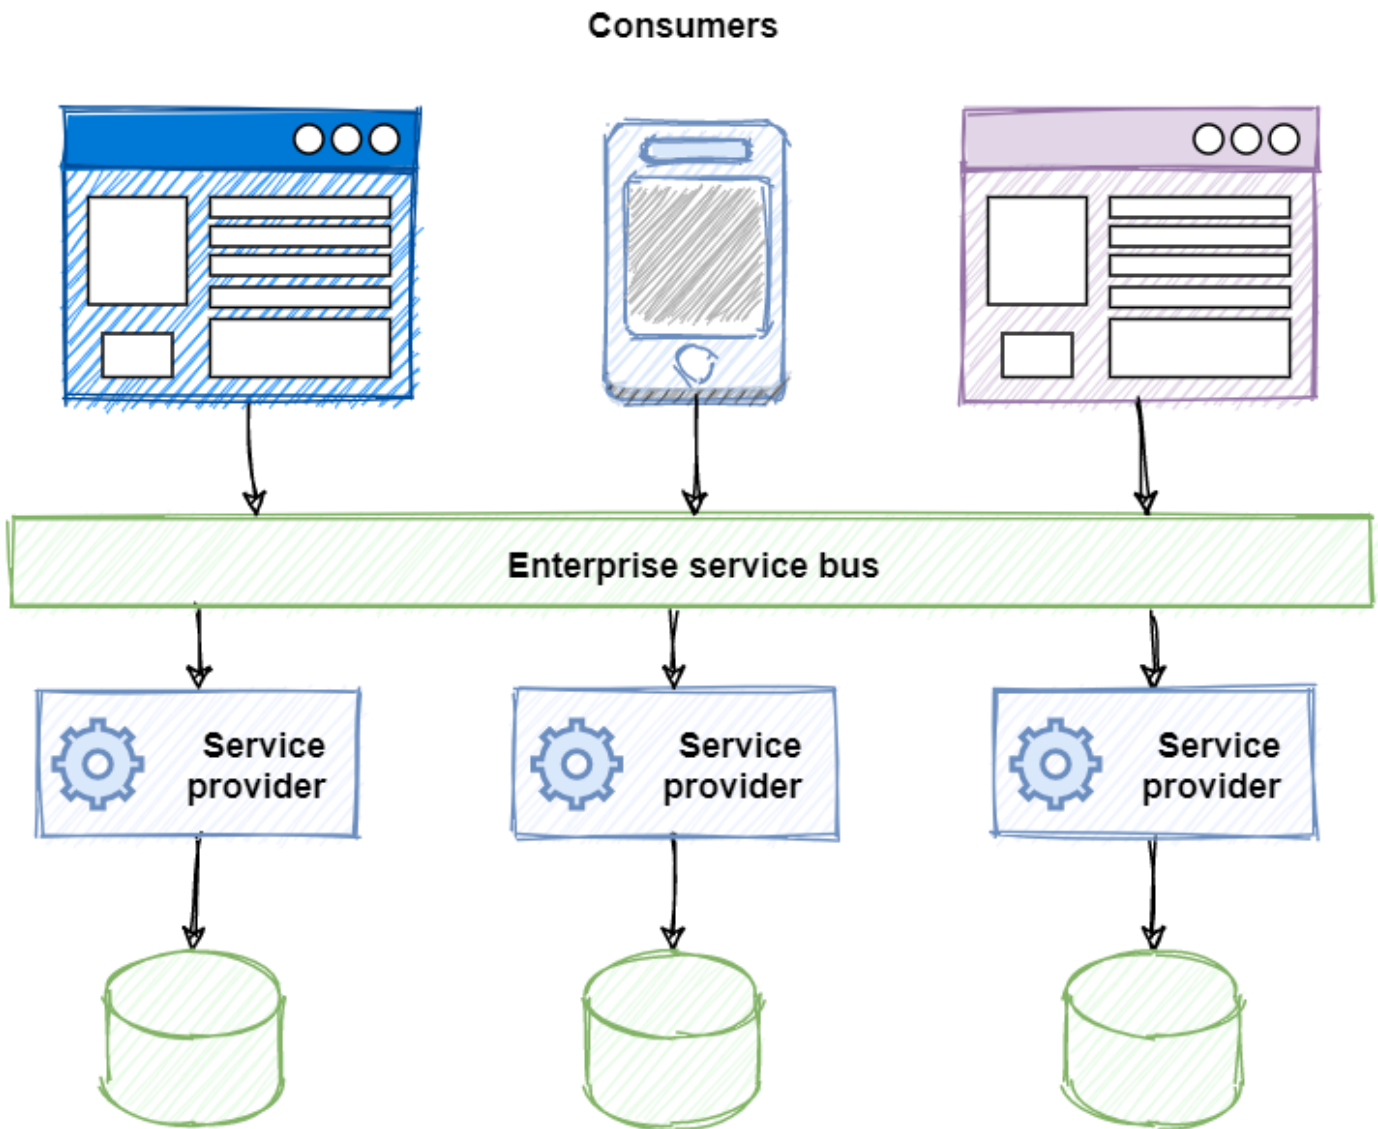 Consumers
Enterprise service bus
Service
provider
Service
provider
Service
provider